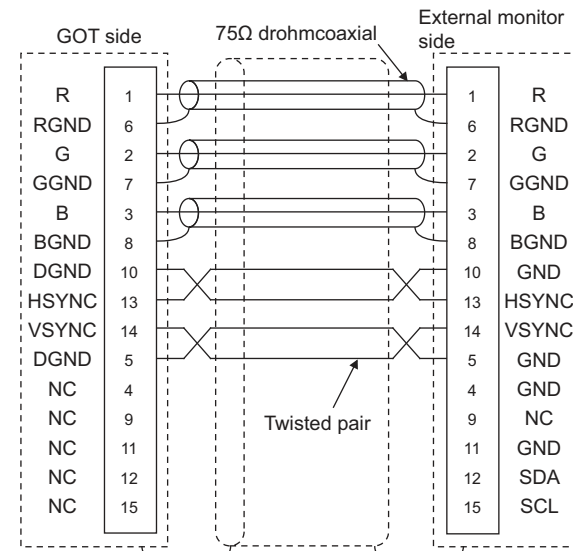 GOT side
75Ω drohmcoaxial
External monitor
side
R 1 1 R
RGND 6 6 RGND
G 2 2 G
GGND 7 7 GGND
B 3 3 B
BGND 8 8 BGND
DGND 10 10 GND
HSYNC 13 13 HSYNC
VSYNC 14 14 VSYNC
DGND 5 5 GND
NC 4 4 GND
NC 9 9 NC
NC 11 11 GND
NC 12 12 SDA
NC 15 15 SCL
Twisted pair